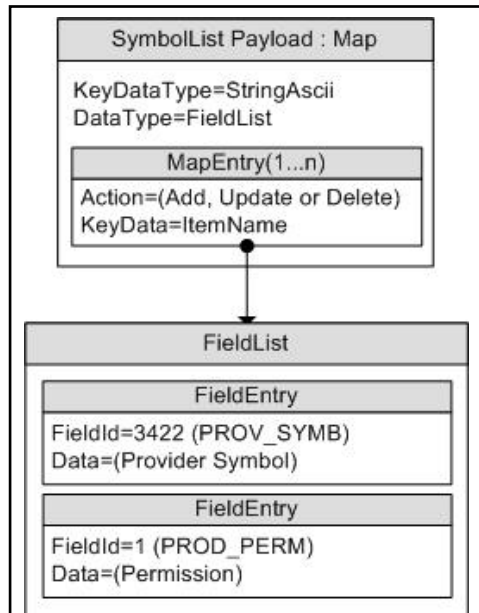 SymbolList Payload : Map
KeyDataType=StringAscii
DataType=FieldList
MapEntry(1...n)
Action=(Add, Update or Delete)
KeyData=ItemName
FieldList
FieldEntry
FieldId=3422 (PROV_SYMB)
Data=(Provider Symbol)
FieldEntry
FieldId=1 (PROD_PERM)
Data=(Permission)